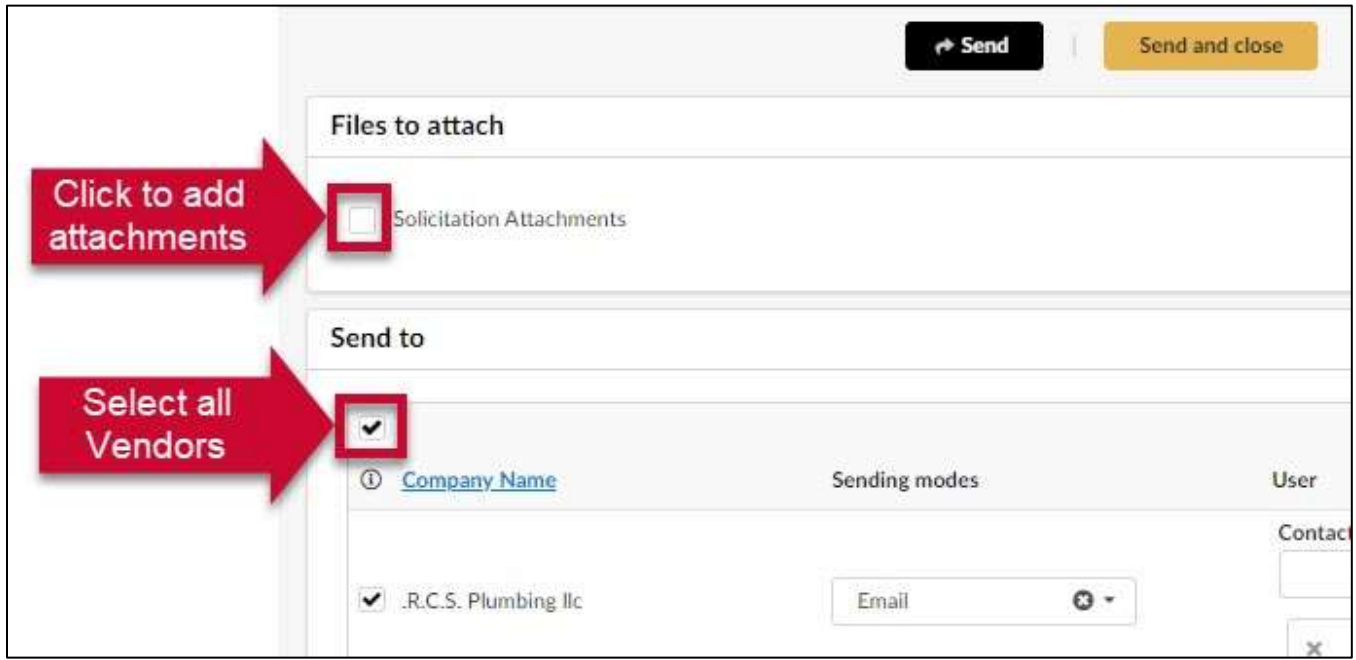 Send
Send and close
Files to attach
Click to add
attachments
Solicitation Attachments
Send to
Select all
Vendors
Company Name Sending modes User
Contact
.R.C.S. Plumbing llc Email